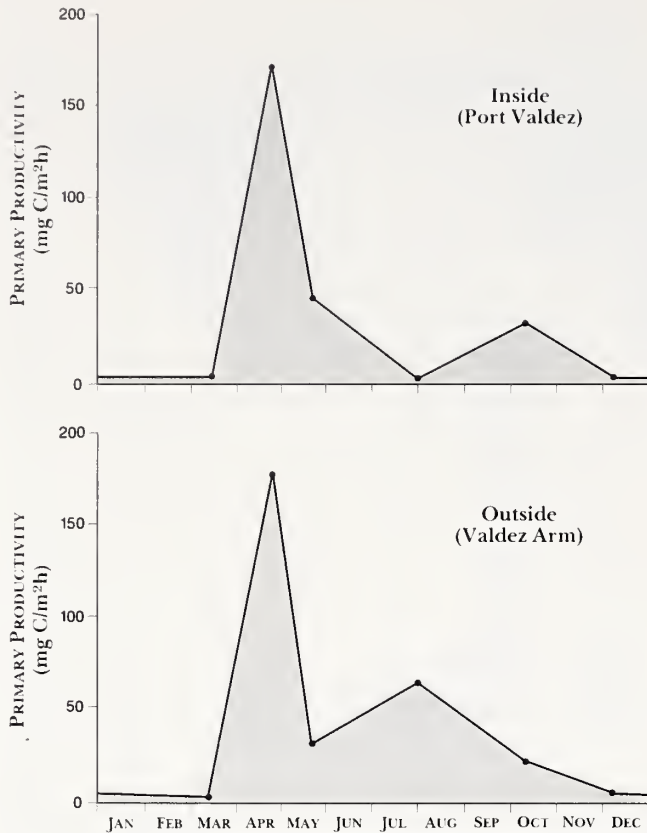 200
150
100
50
0
PRIMARY PRODUCTIVITY
(mg C/m²h)
Inside
(Port Valdez)
200
150
100
50
0
PRIMARY PRODUCTIVITY
(mg C/m²h)
Outside
(Valdez Arm)
JAN FEB MAR APR MAY JUN JUL AUG SEP OCT NOV DEC